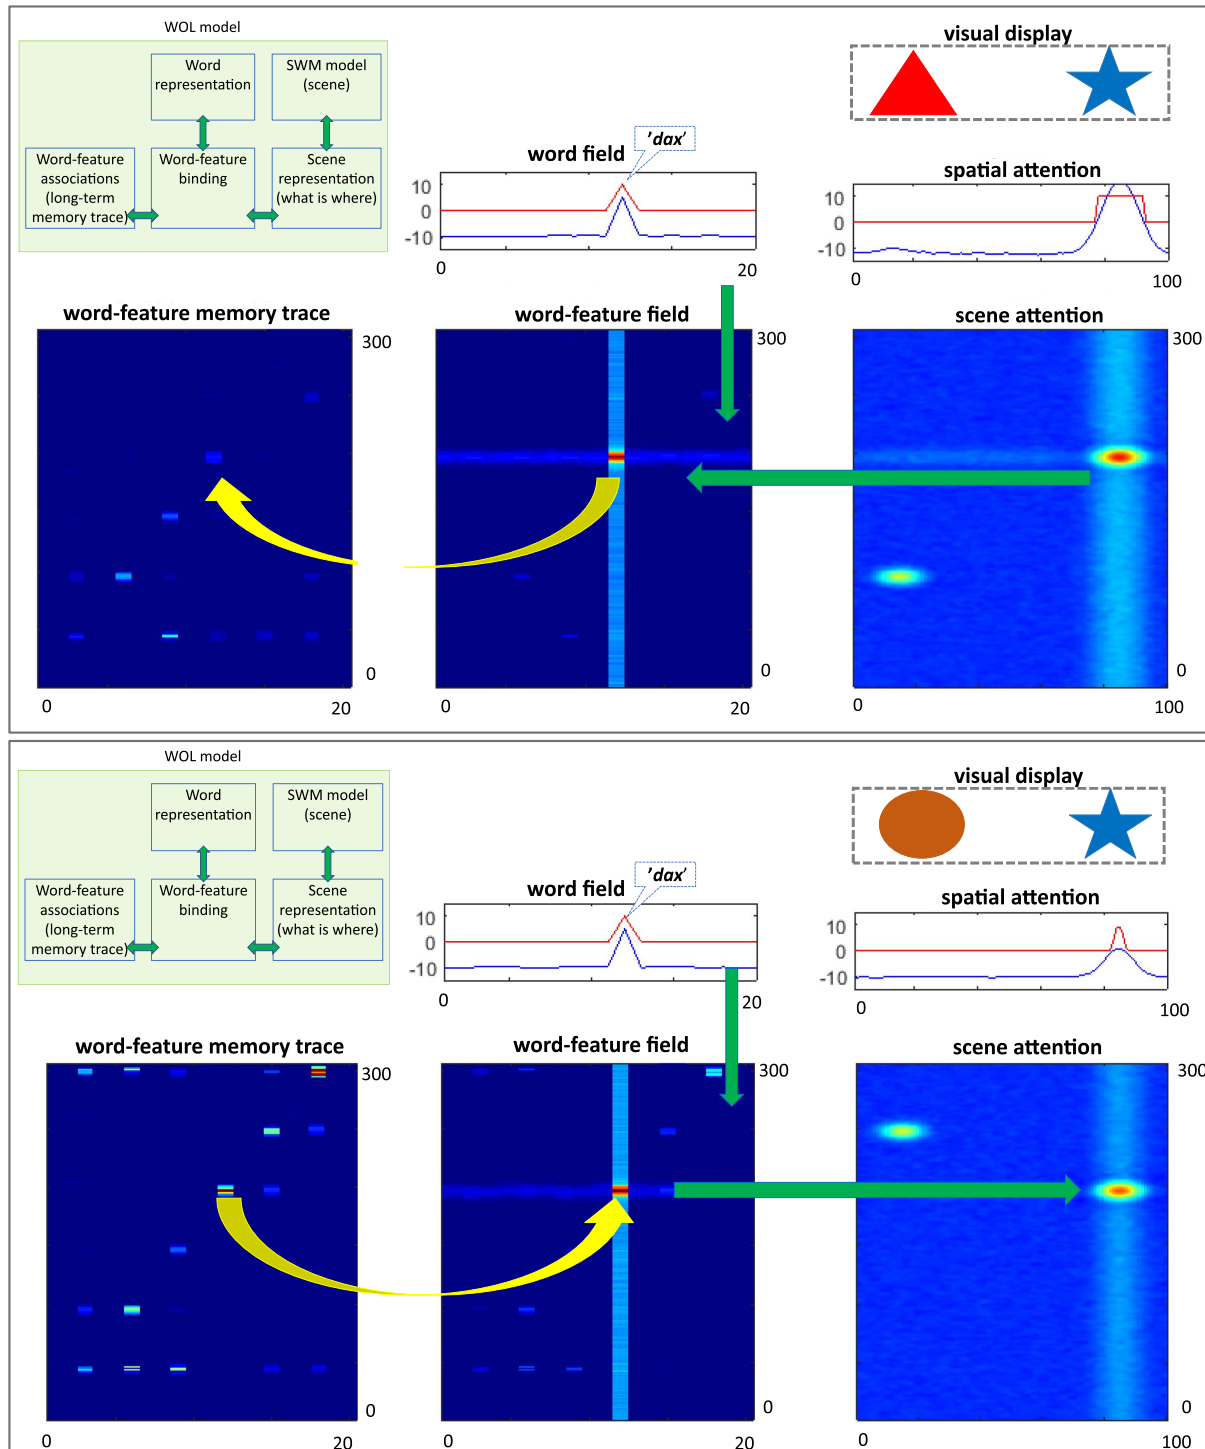 WOL model
Word
representation
SWM model
(scene)
Word-feature
associations
(long-term
memory trace)
Word-feature
binding
Scene
representation
(what is where)
'dax'
word field
10
0
-10
0
20
visual display
spatial attention
10
0
-10
0
100
word-feature memory trace
300
0
0
20
word-feature field
300
0
0
20
scene attention
300
0
0
100
WOL model
Word
representation
SWM model
(scene)
Word-feature
associations
(long-term
memory trace)
Word-feature
binding
Scene
representation
(what is where)
'dax'
word field
10
0
-10
0
20
visual display
spatial attention
10
0
-10
0
100
word-feature memory trace
300
0
0
20
word-feature field
300
0
0
20
scene attention
300
0
0
100